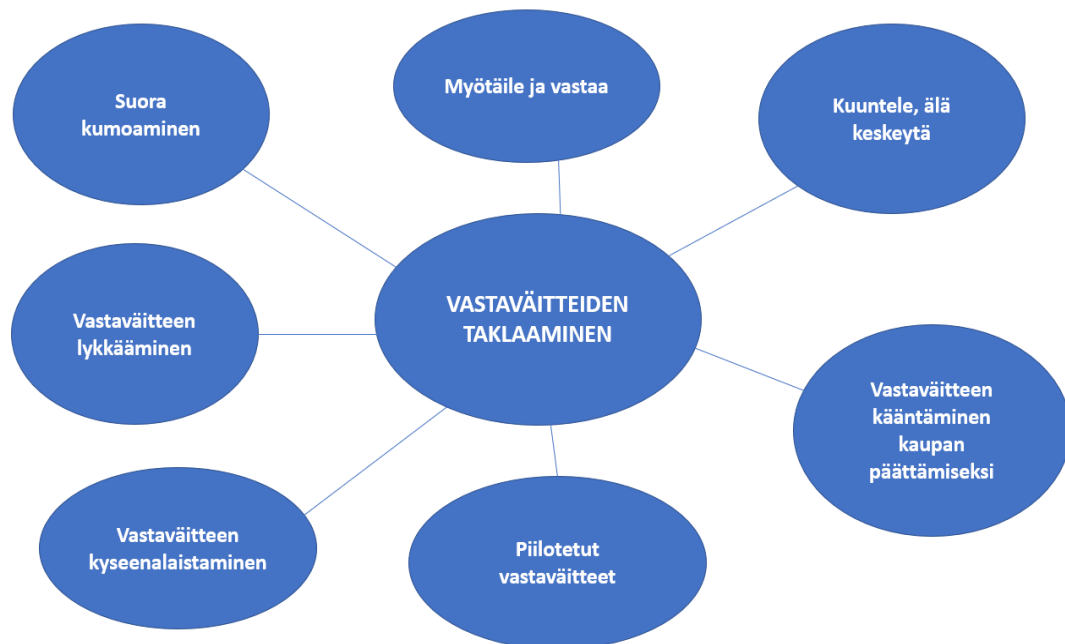 Suora
kumoaminen
Myötäile ja vastaa
Kuuntele, älä
keskeytä
VASTAVÄITTEIDEN
TAKLAAMINEN
Vastaväitteen
lykkääminen
Vastaväitteen
kääntäminen
kaupan
päättämiseksi
Vastaväitteen
kyseenalaistaminen
Piilotetut
vastaväitteet